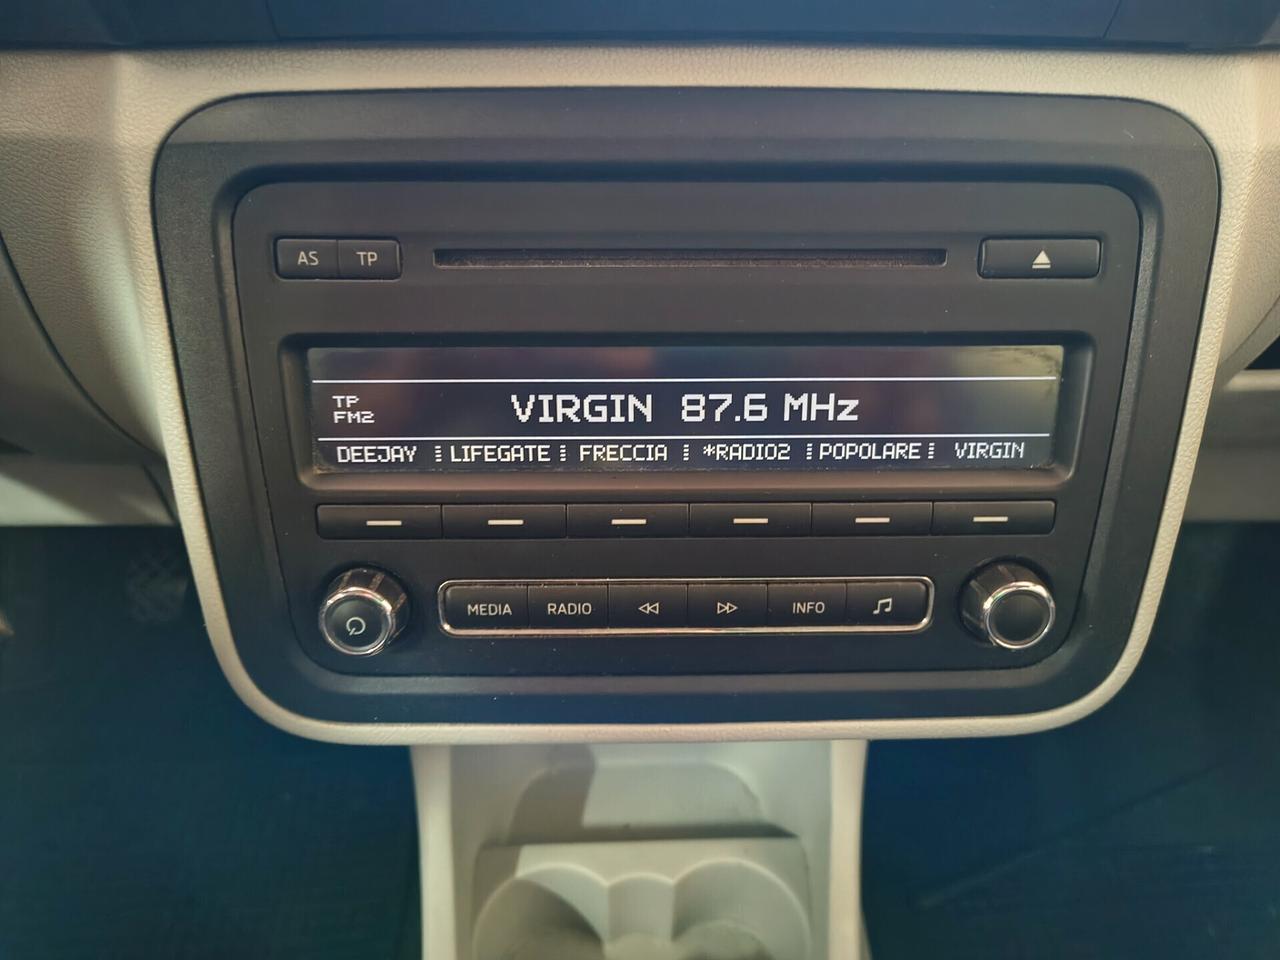 AS TP
TP
FM2
VIRGIN 87.6 MHz
DEEJAY LIFEGATE FRECCIA *RADIO2 POPOLARE VIRGIN
MEDIA RADIO INFO